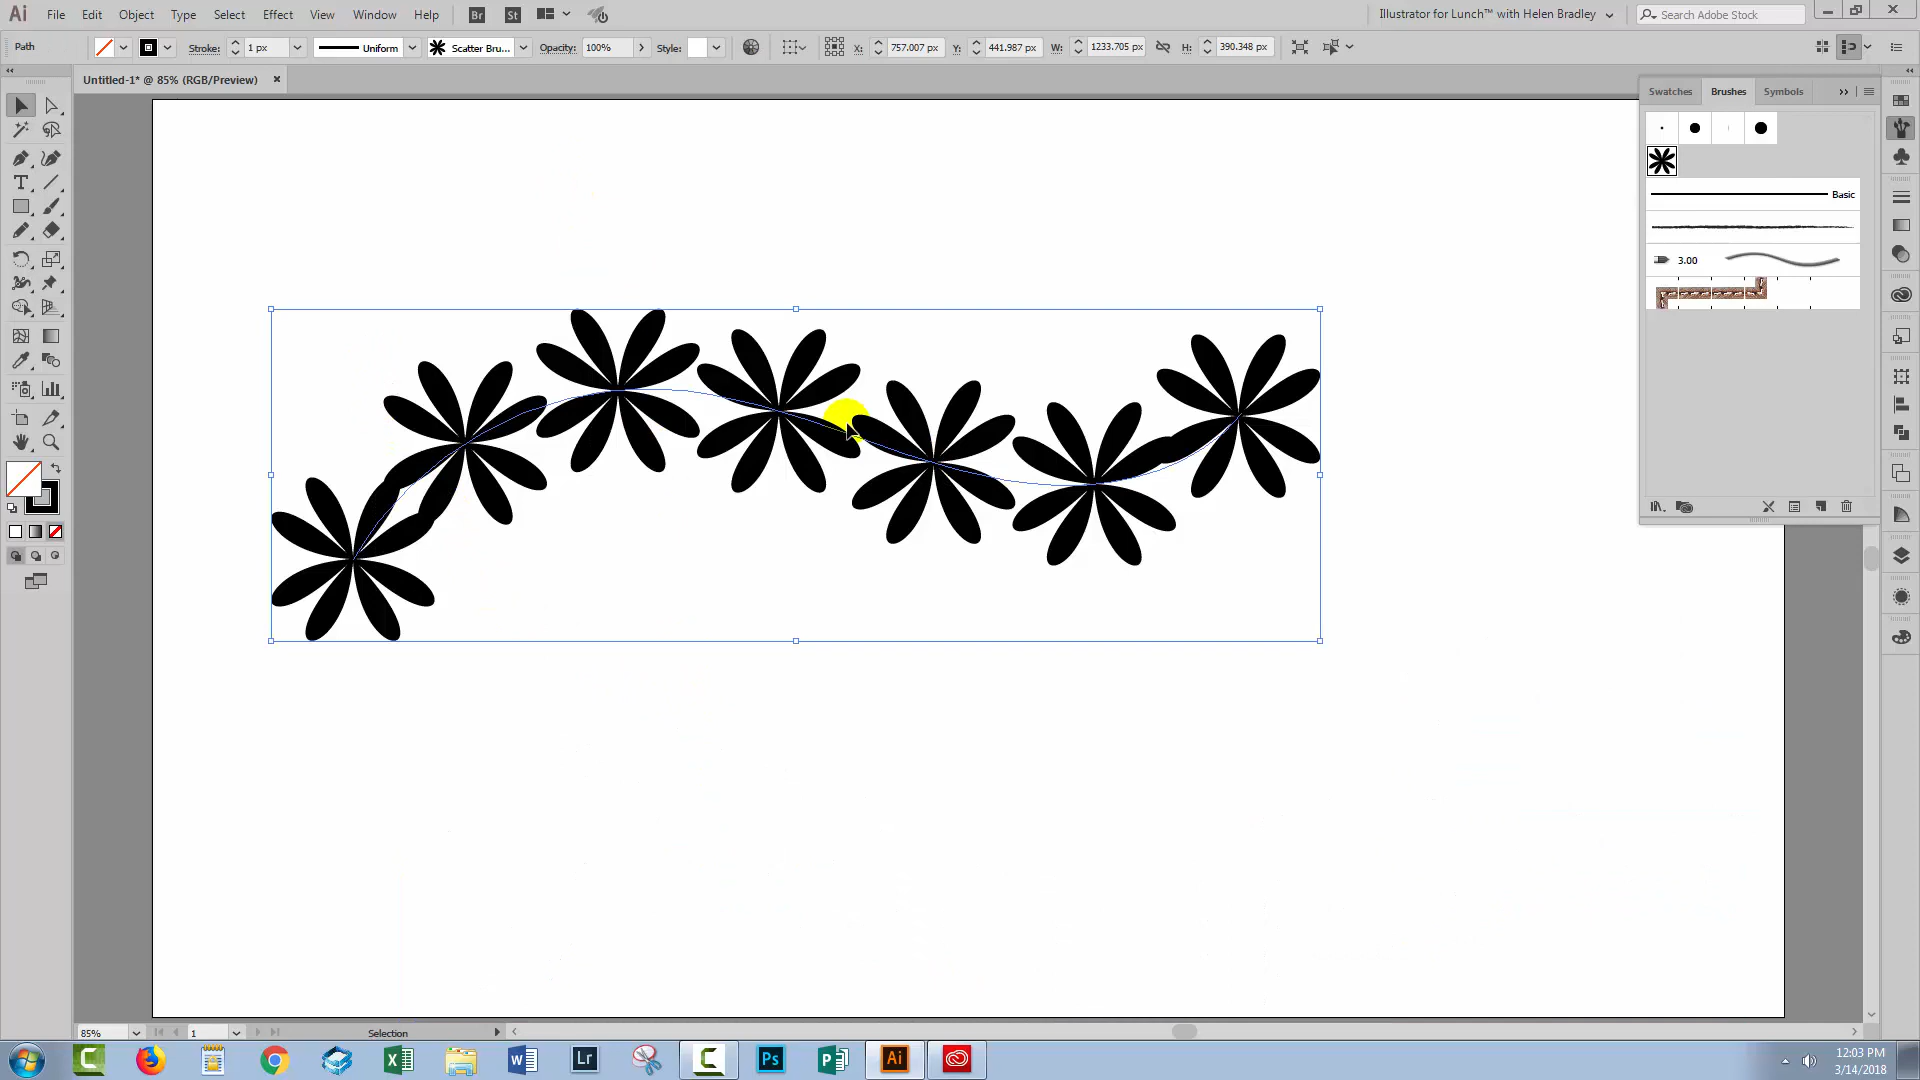 Ai File Edit Object Type Select Effect View Window Help Br St Illustrator for Lunch™ with Helen Bradley Search Adobe Stock
Path Stroke: 1 px Uniform Scatter Bru... Opacity: 100% Style: X: 757.007 px Y: 441.987 px W: 1233.705 px H: 390.348 px
Untitled-1* @ 85% (RGB/Preview) ×
Swatches Brushes Symbols
Basic
3.00
T
85% 1 Selection
C X W Lr C Ps P Ai
12:03 PM
3/14/2018